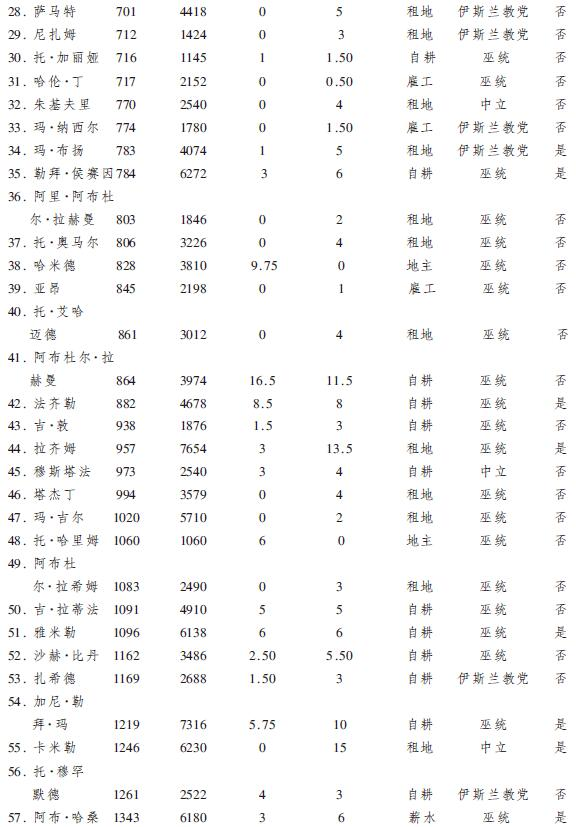 28. 萨马特 701 4418 0 5 租地 伊斯兰教党 否
29. 尼扎姆 712 1424 0 3 租地 伊斯兰教党 否
30. 托·加丽娅 716 1145 1 1.50 自耕 巫统 否
31. 哈伦·丁 717 2152 0 0.50 雇工 巫统 否
32. 朱基夫里 770 2540 0 4 租地 中立 否
33. 玛·纳西尔 774 1780 0 1.50 雇工 伊斯兰教党 否
34. 玛·布扬 783 4074 1 5 租地 伊斯兰教党 是
35. 勒拜·侯赛因 784 6272 3 6 自耕 巫统 是
36. 阿里·阿布杜
尔·拉赫曼 803 1846 0 2 租地 巫统 否
37. 托·奥马尔 806 3226 0 4 租地 巫统 否
38. 哈米德 828 3810 9.75 0 地主 巫统 否
39. 亚昂 845 2198 0 1 雇工 巫统 否
40. 托·艾哈
迈德 861 3012 0 4 租地 巫统 否
41. 阿布杜尔·拉
赫曼 864 3974 16.5 11.5 自耕 巫统 否
42. 法齐勒 882 4678 8.5 8 自耕 巫统 是
43. 吉·敦 938 1876 1.5 3 自耕 巫统 否
44. 拉齐姆 957 7654 3 13.5 租地 巫统 是
45. 穆斯塔法 973 2540 3 4 自耕 中立 否
46. 塔杰丁 994 3579 0 4 租地 巫统 否
47. 玛·吉尔 1020 5710 0 2 租地 巫统 否
48. 托·哈里姆 1060 1060 6 0 地主 巫统 否
49. 阿布杜
尔·拉希姆 1083 2490 0 3 租地 巫统 否
50. 吉·拉蒂法 1091 4910 5 5 自耕 巫统 否
51. 雅米勒 1096 6138 6 6 自耕 巫统 是
52. 沙赫·比丹 1162 3486 2.50 5.50 自耕 巫统 否
53. 扎希德 1169 2688 1.50 3 自耕 伊斯兰教党 否
54. 加尼·勒
拜·玛 1219 7316 5.75 10 自耕 巫统 是
55. 卡米勒 1246 6230 0 15 租地 中立 是
56. 托·穆罕
默德 1261 2522 4 3 自耕 伊斯兰教党 否
57. 阿布·哈桑 1343 6180 3 6 薪水 巫统 是